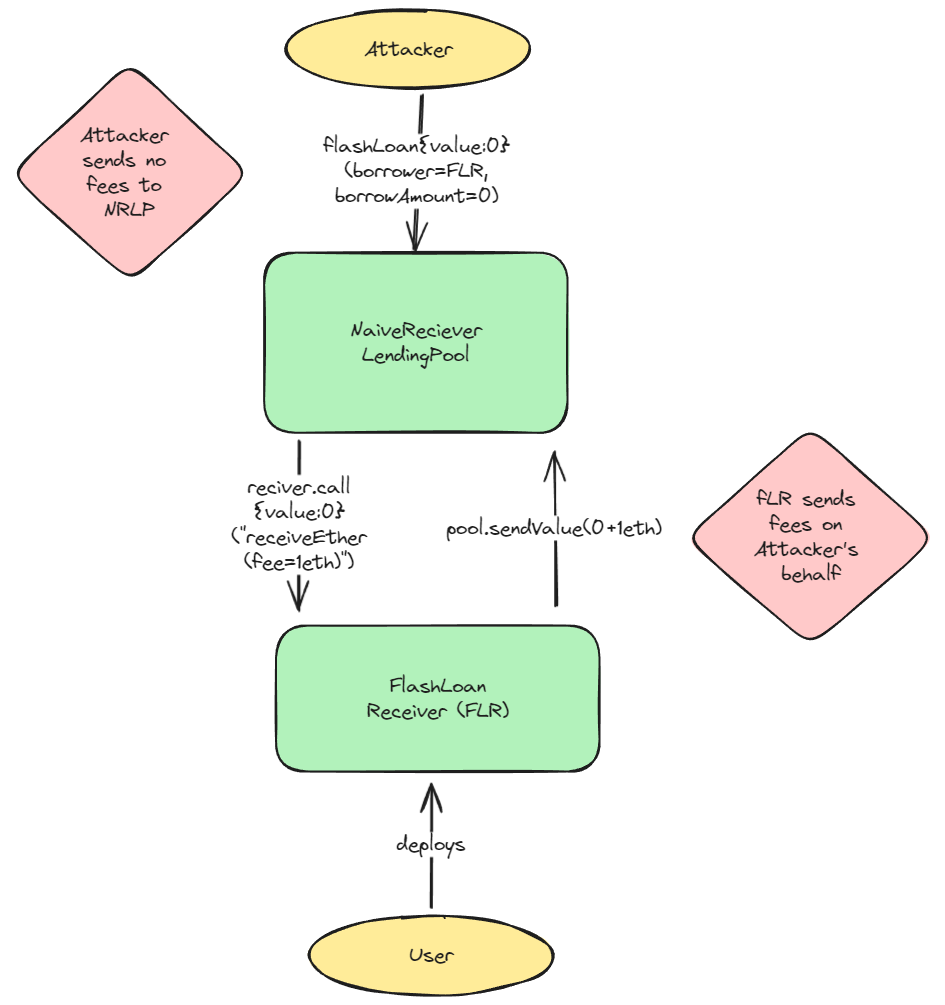 Attacker
Attacker
sends no
fees to
NRLP
flashLoan{value:0}
(borrower=FLR,
borrowAmount=0)
NaiveReciever
LendingPool
reciver.call
{value:0}
("receiveEther
(fee=1eth)")
pool.sendValue(0+1eth)
fLR sends
fees on
Attacker's
behalf
FlashLoan
Receiver (FLR)
deploys
User